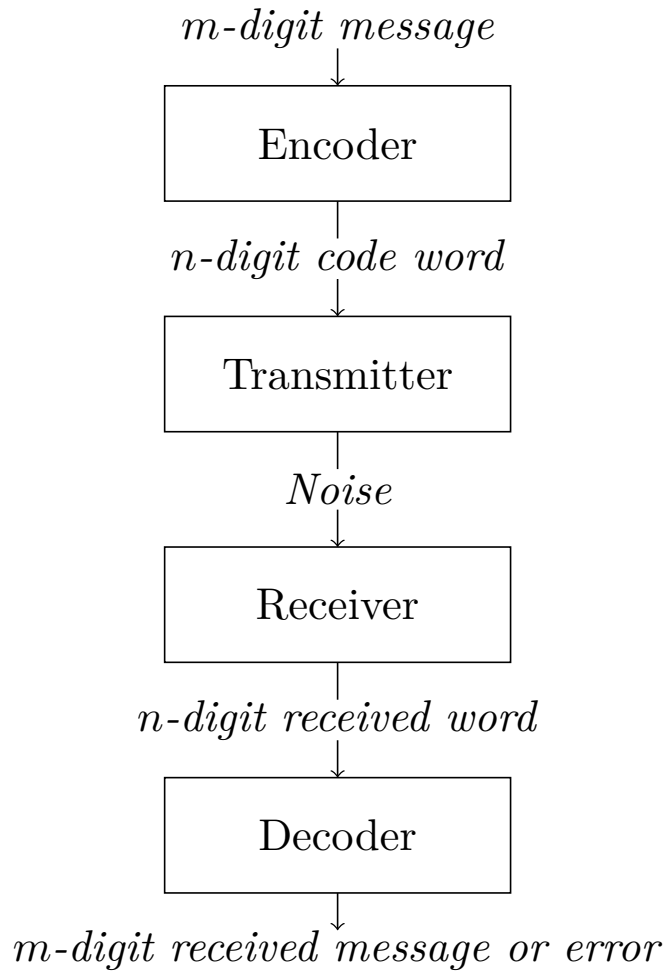 m-digit message
Encoder
n-digit code word
Transmitter
Noise
Receiver
n-digit received word
Decoder
m-digit received message or error